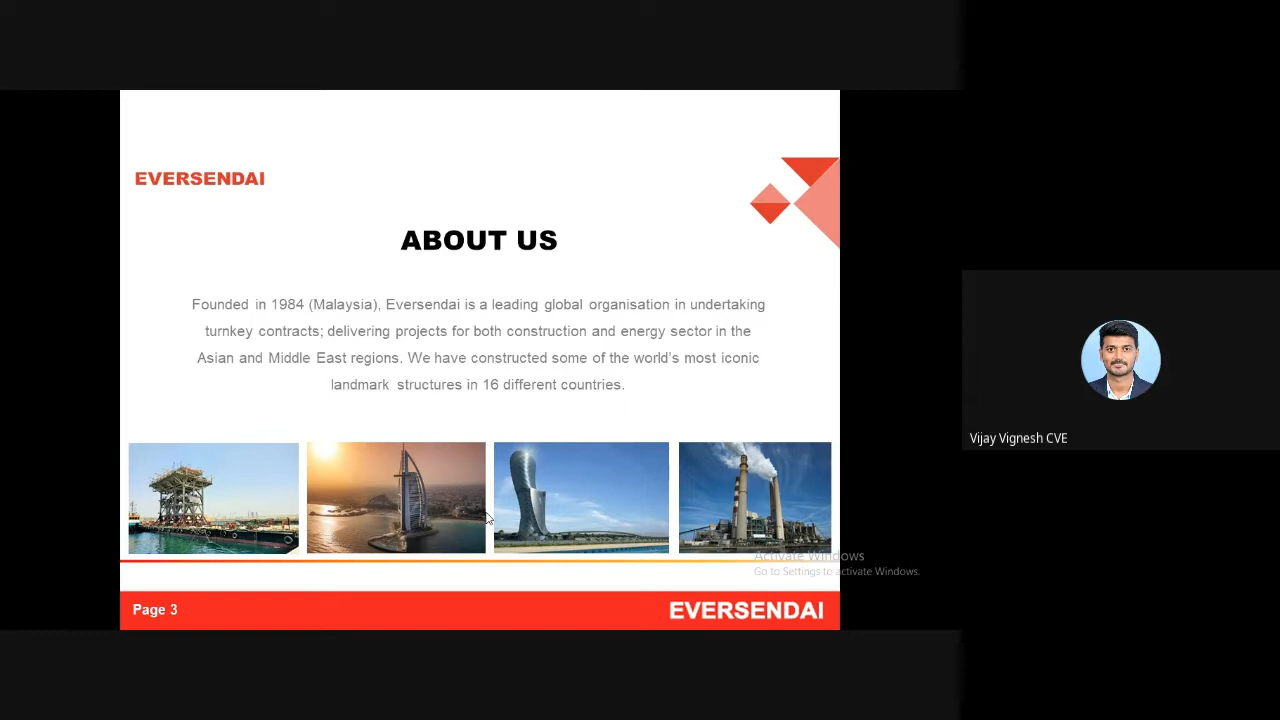 EVERSENDAI
ABOUT US
Founded in 1984 (Malaysia), Eversendai is a leading global organisation in undertaking
turnkey contracts; delivering projects for both construction and energy sector in the
Asian and Middle East regions. We have constructed some of the world's most iconic
landmark structures in 16 different countries.
Vijay Vignesh CVE
Activate Windows
Go to Settings to activate Windows.
Page 3
EVERSENDAI